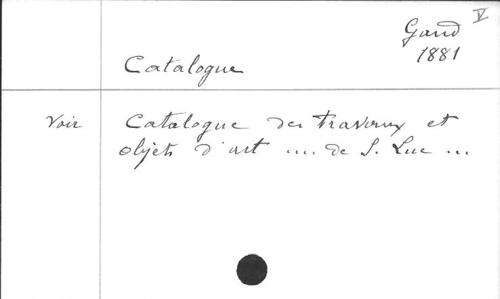 Gand V
1881
Catalogue
Voir Catalogue des travaux et
objets d'art .... de S. Luc ...